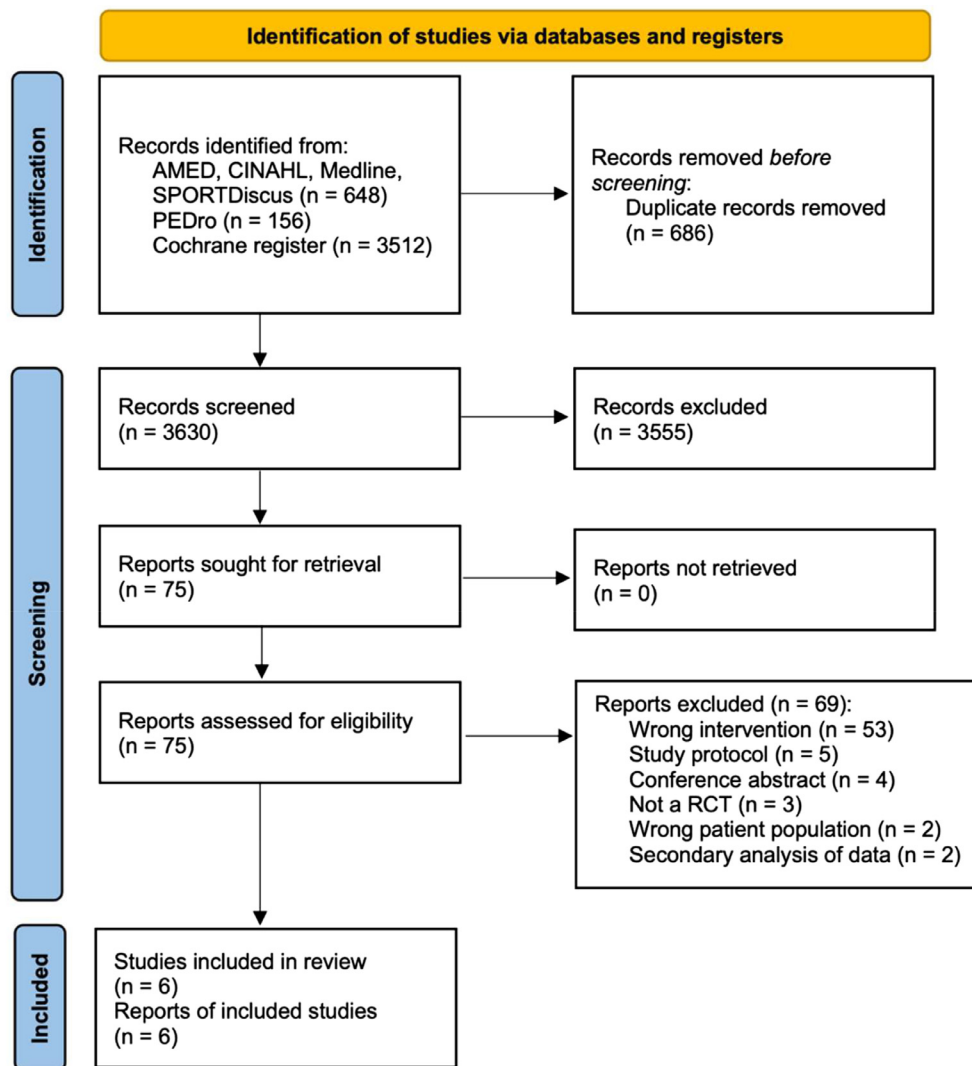 Identification of studies via databases and registers
Identification
Records identified from:
AMED, CINAHL, Medline,
SPORTDiscus (n = 648)
PEDro (n = 156)
Cochrane register (n = 3512)
Records removed before
screening:
Duplicate records removed
(n = 686)
Screening
Records screened
(n = 3630)
Records excluded
(n = 3555)
Reports sought for retrieval
(n = 75)
Reports not retrieved
(n = 0)
Reports assessed for eligibility
(n = 75)
Reports excluded (n = 69):
Wrong intervention (n = 53)
Study protocol (n = 5)
Conference abstract (n = 4)
Not a RCT (n = 3)
Wrong patient population (n = 2)
Secondary analysis of data (n = 2)
Included
Studies included in review
(n = 6)
Reports of included studies
(n = 6)